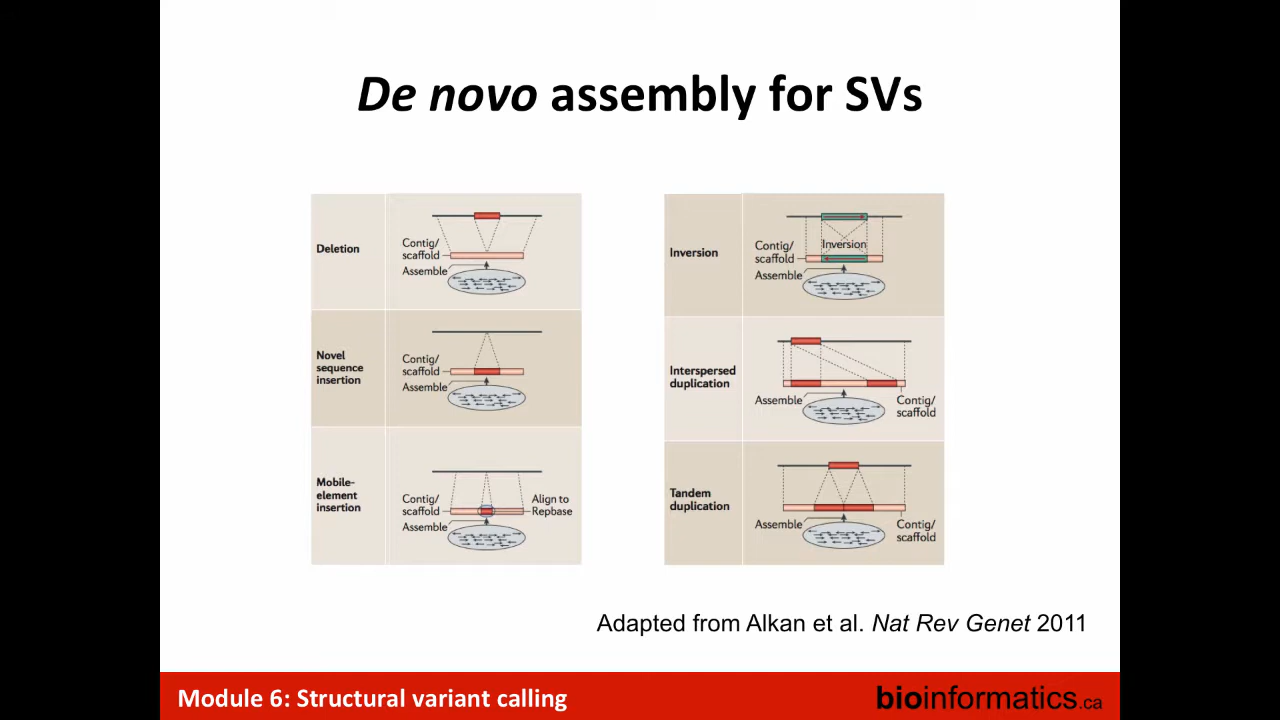 De novo assembly for SVs
Deletion
Contig/
scaffold
Assemble
Novel
sequence
insertion
Contig/
scaffold
Assemble
Mobile-
element
insertion
Contig/
scaffold
Assemble
Align to
Repbase
Inversion
Contig/
scaffold
Inversion
Assemble
Interspersed
duplication
Assemble
Contig/
scaffold
Tandem
duplication
Assemble
Contig/
scaffold
Adapted from Alkan et al. Nat Rev Genet 2011
Module 6: Structural variant calling
bioinformatics.ca